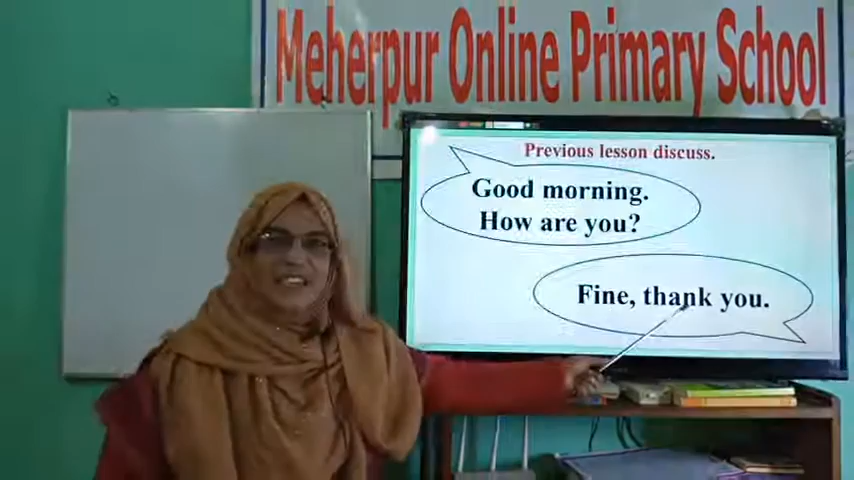 Meherpur Online Primary School
Previous lesson discuss
Good morning.
How are you?
Fine, thank you.